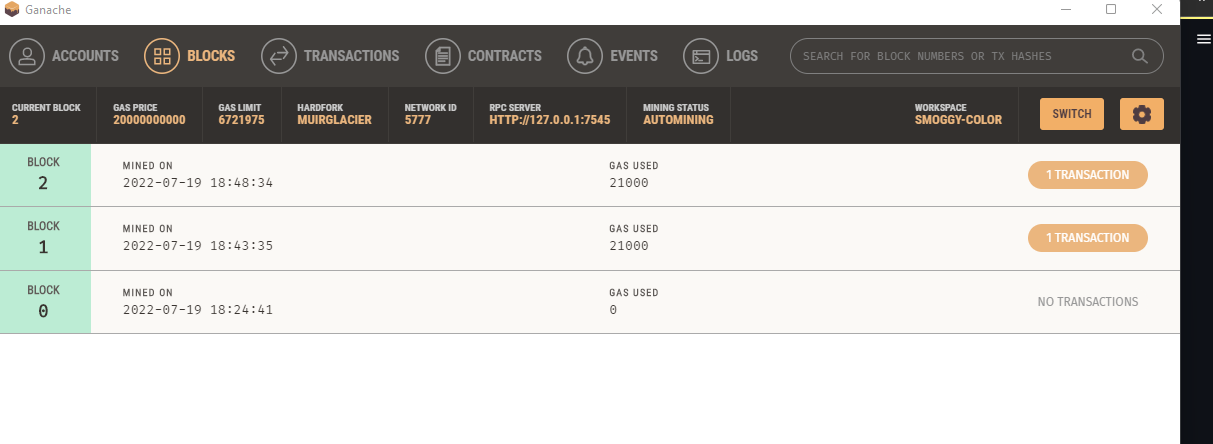 Ganache
ACCOUNTS BLOCKS TRANSACTIONS CONTRACTS EVENTS LOGS SEARCH FOR BLOCK NUMBERS OR TX HASHES
CURRENT BLOCK GAS PRICE GAS LIMIT HARDFORK NETWORK ID RPC SERVER MINING STATUS WORKSPACE
2 20000000000 6721975 MUIRGLACIER 5777 HTTP://127.0.0.1:7545 AUTOMINING SMOGGY-COLOR SWITCH
BLOCK MINED ON GAS USED
2 2022-07-19 18:48:34 21000 1 TRANSACTION
BLOCK MINED ON GAS USED
1 2022-07-19 18:43:35 21000 1 TRANSACTION
BLOCK MINED ON GAS USED
0 2022-07-19 18:24:41 0 NO TRANSACTIONS